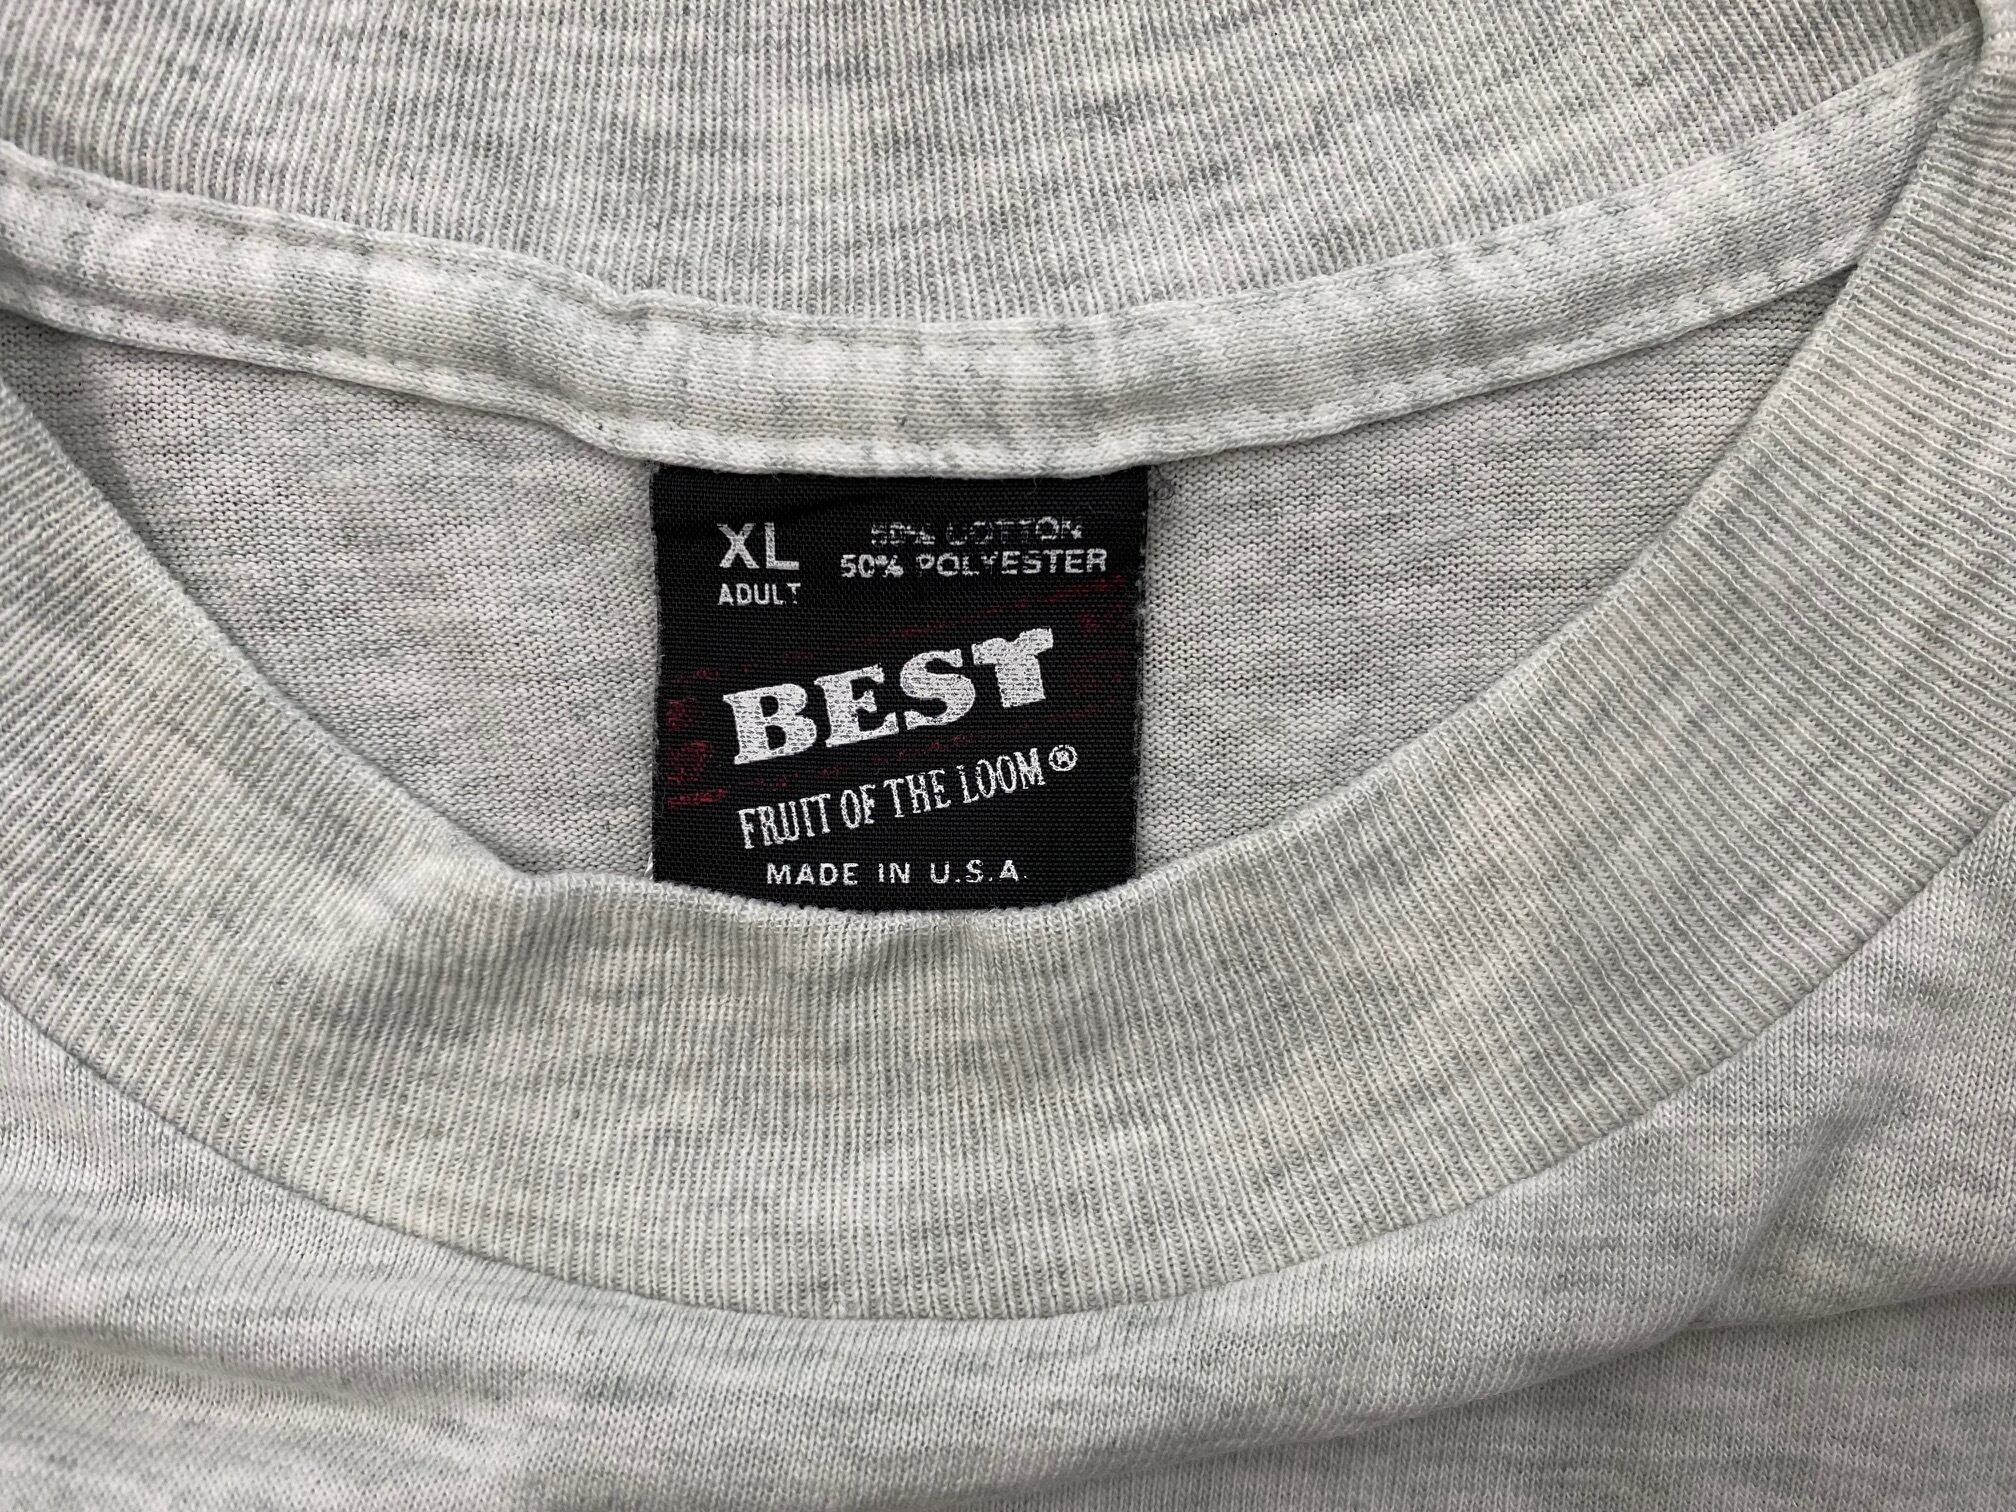 XL
ADULT
50% COTTON
50% POLYESTER
BEST
FRUIT OF THE LOOM®
MADE IN U.S.A.